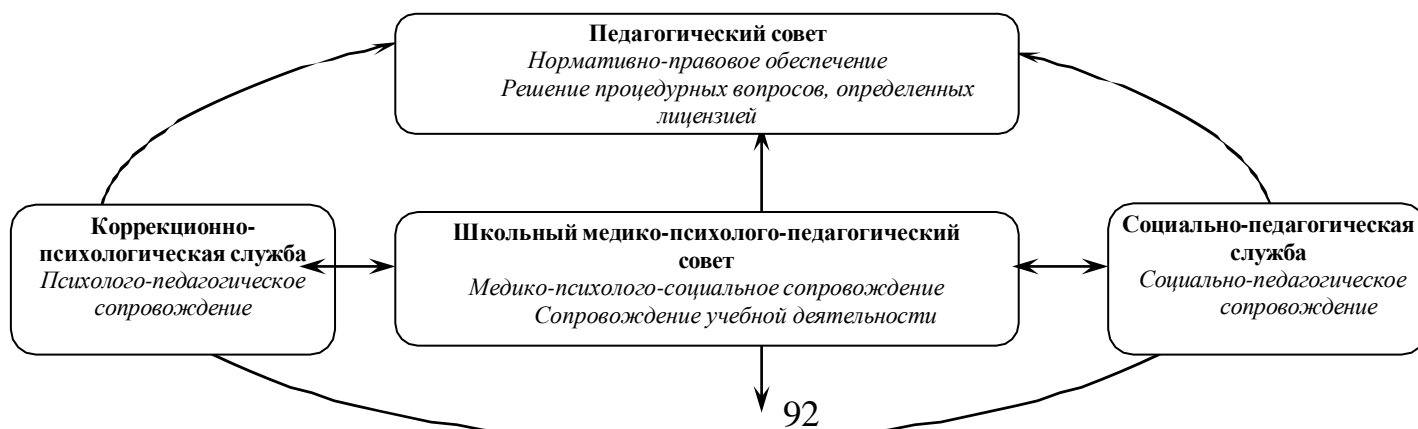 Педагогический совет
Нормативно-правовое обеспечение
Решение процедурных вопросов, определенных
лицензией
Коррекционно-
психологическая служба
Психолого-педагогическое
сопровождение
Школьный медико-психолого-педагогический
совет
Медико-психолого-социальное сопровождение
Сопровождение учебной деятельности
Социально-педагогическая
служба
Социально-педагогическое
сопровождение
92